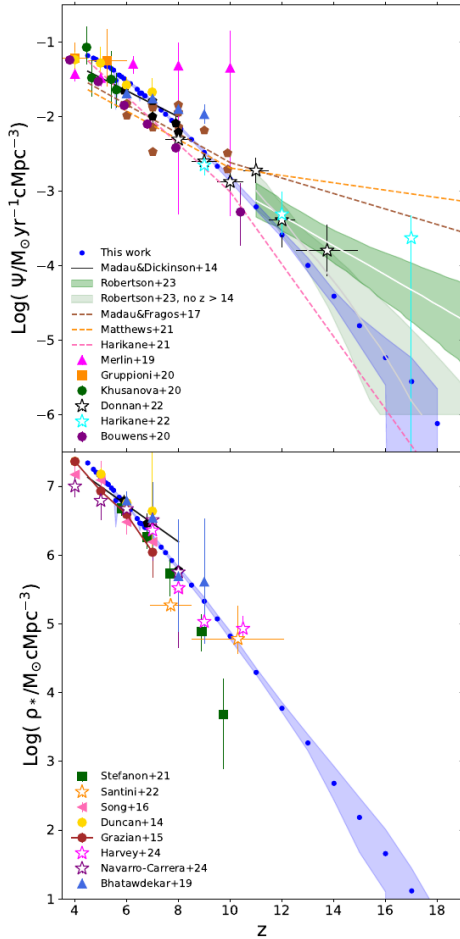 −1
−2
−3
−4
−5
−6
Log( Ψ/M⊙yr−1cMpc−3)
This work
Madau&Dickinson+14
Robertson+23
Robertson+23, no z > 14
Madau&Fragos+17
Matthews+21
Harikane+21
Merlin+19
Gruppioni+20
Khusanova+20
Donnan+22
Harikane+22
Bouwens+20
7
6
5
4
3
2
1
Log( ρ*/M⊙cMpc−3)
Stefanon+21
Santini+22
Song+16
Duncan+14
Grazian+15
Harvey+24
Navarro-Carrera+24
Bhatawdekar+19
4 6 8 10 12 14 16 18
z